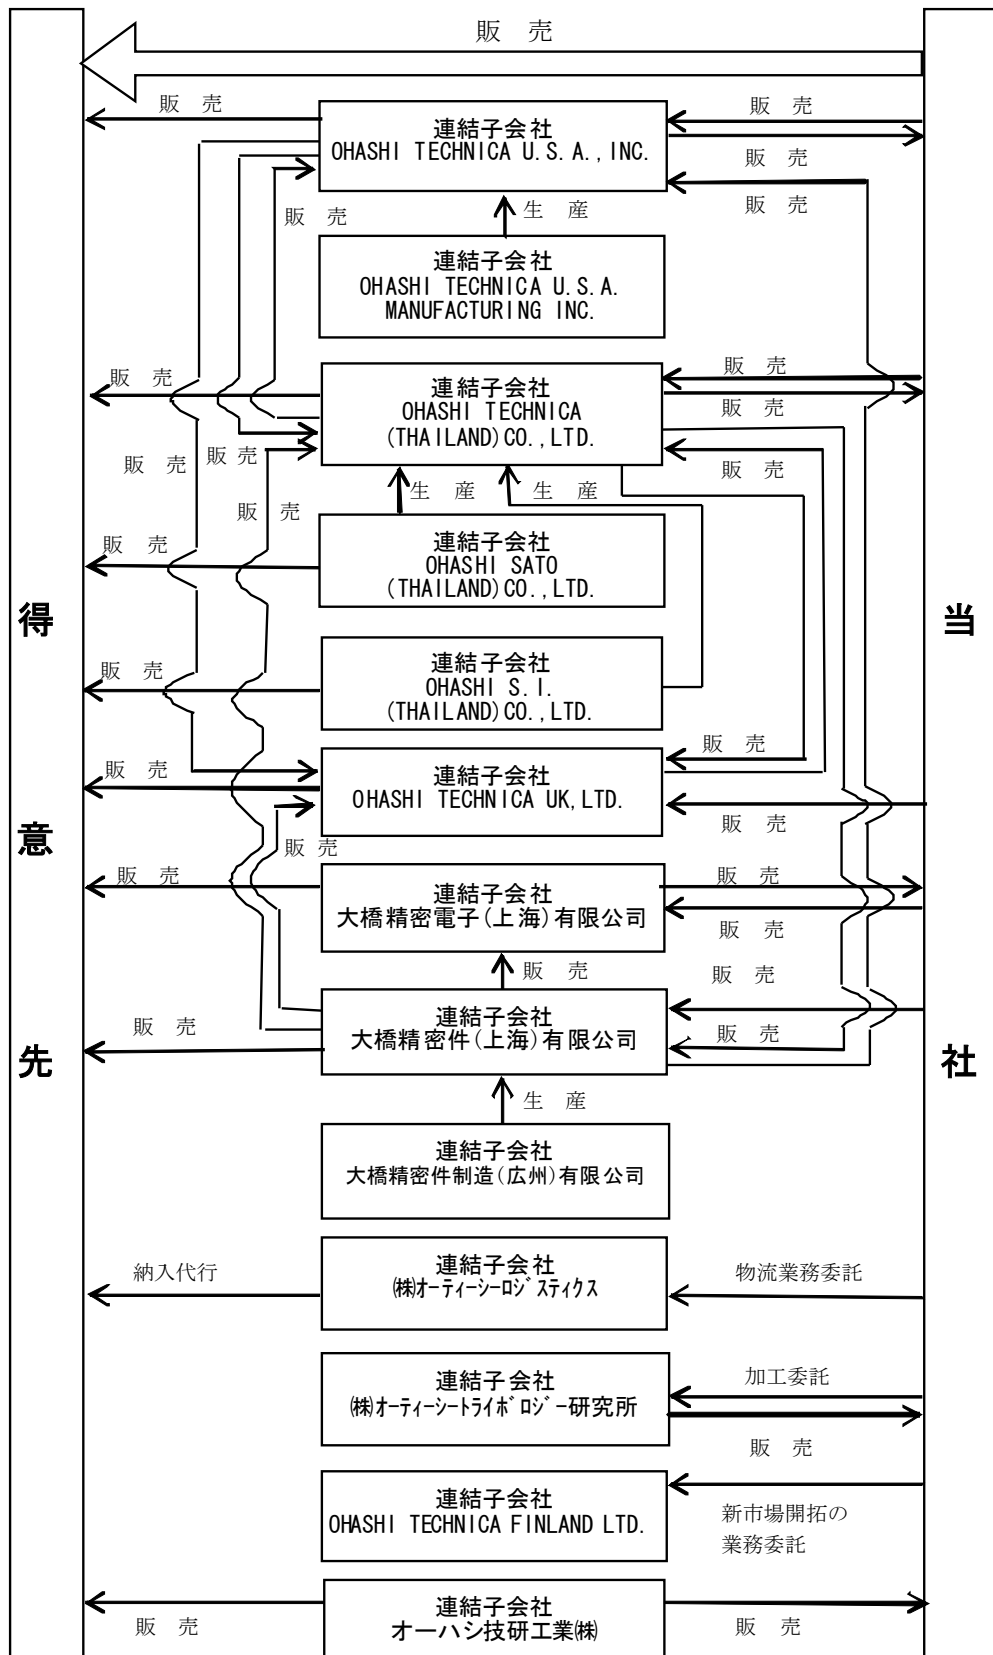 販 売
販 売
連結子会社
OHASHI TECHNICA U.S.A., INC.
販 売
販 売
販 売
販 売
生 産
連結子会社
OHASHI TECHNICA U.S.A.
MANUFACTURING INC.
販 売
連結子会社
OHASHI TECHNICA
(THAILAND) CO., LTD.
販 売
販 売
販 売
販 売
販 売
販 売
生 産
生 産
販 売
連結子会社
OHASHI SATO
(THAILAND) CO., LTD.
得意先
当社
販 売
連結子会社
OHASHI S.I.
(THAILAND) CO., LTD.
販 売
連結子会社
OHASHI TECHNICA UK, LTD.
販 売
販 売
販 売
販 売
連結子会社
大橋精密電子(上海)有限公司
販 売
販 売
販 売
販 売
連結子会社
大橋精密件(上海)有限公司
販 売
販 売
生 産
連結子会社
大橋精密件制造(広州)有限公司
納入代行
連結子会社
㈱オーティーシーロジスティクス
物流業務委託
連結子会社
㈱オーティーシートライボロジー研究所
加工委託
販 売
連結子会社
OHASHI TECHNICA FINLAND LTD.
新市場開拓の
業務委託
販 売
連結子会社
オーハシ技研工業㈱
販 売